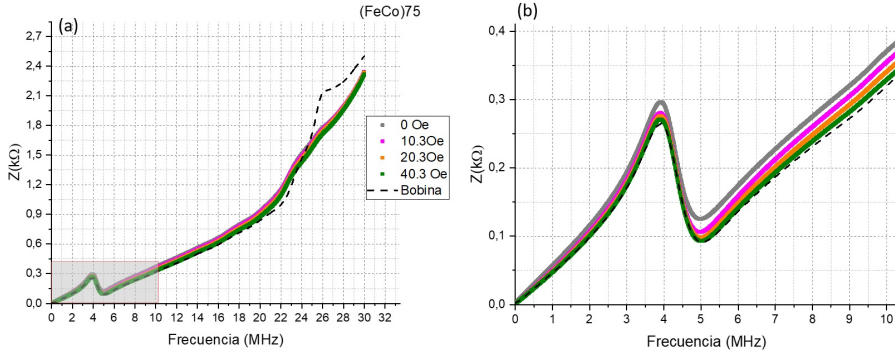 (a)
(FeCo)75
2,7
2,4
2,1
1,8
1,5
1,2
0,9
0,6
0,3
0,0
Z(kΩ)
0 2 4 6 8 10 12 14 16 18 20 22 24 26 28 30 32
Frecuencia (MHz)
0 Oe
10.3Oe
20.3Oe
40.3 Oe
Bobina
(b)
0,4
0,3
0,2
0,1
0,0
Z(kΩ)
0 1 2 3 4 5 6 7 8 9 10
Frecuencia (MHz)